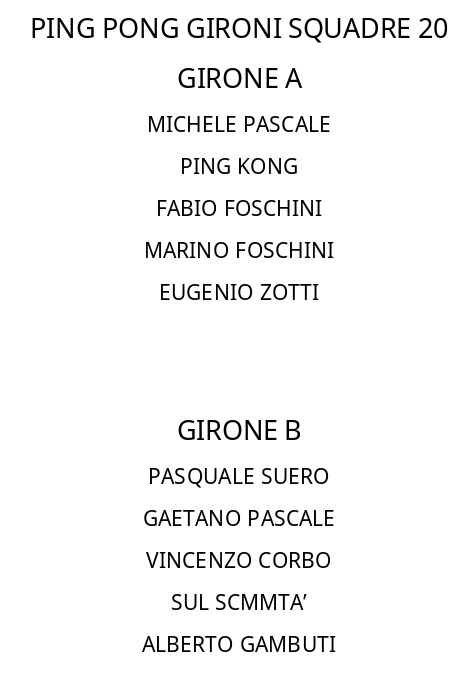 PING PONG GIRONI SQUADRE 20
GIRONE A
MICHELE PASCALE
PING KONG
FABIO FOSCHINI
MARINO FOSCHINI
EUGENIO ZOTTI
GIRONE B
PASQUALE SUERO
GAETANO PASCALE
VINCENZO CORBO
SUL SCMMTA’
ALBERTO GAMBUTI